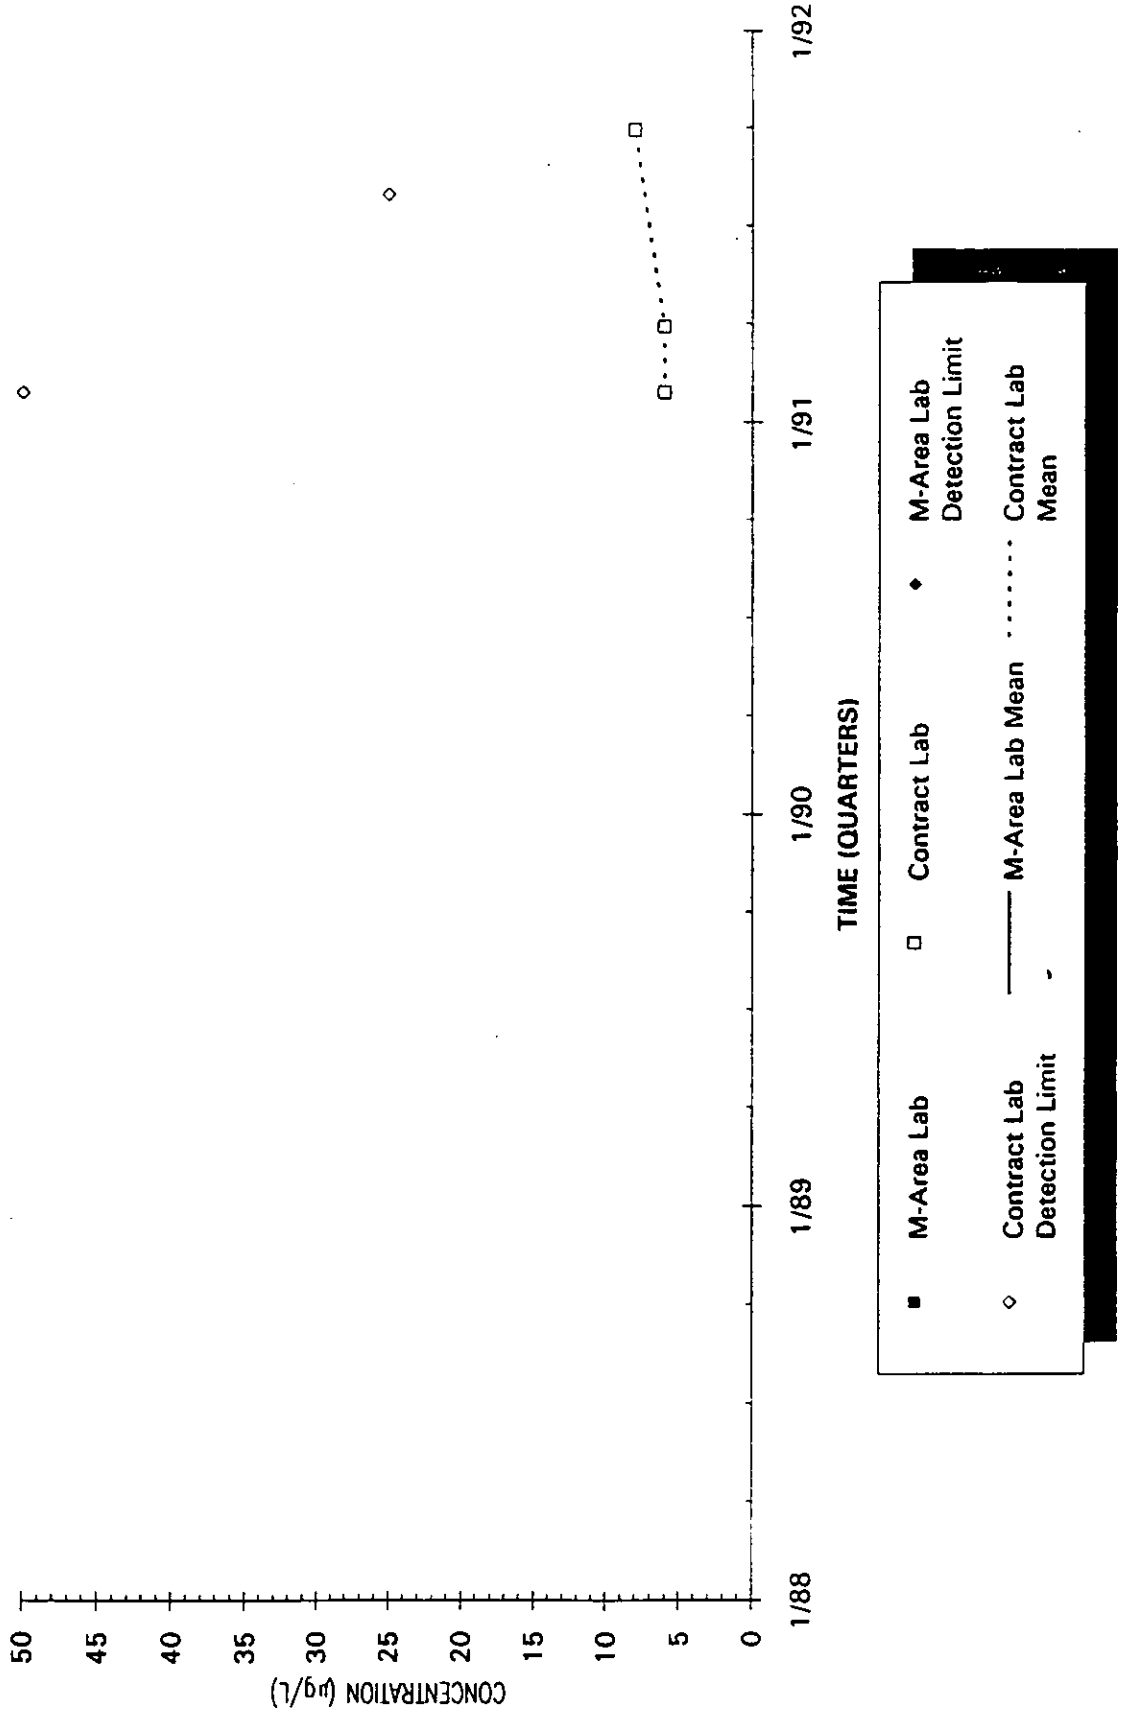 CONCENTRATION (µg/L)
50
45
40
35
30
25
20
15
10
5
0
1/88
1/89
1/90
1/91
1/92
TIME (QUARTERS)
M-Area Lab
Contract Lab
M-Area Lab
Detection Limit
Contract Lab
Detection Limit
M-Area Lab Mean
Contract Lab
Mean